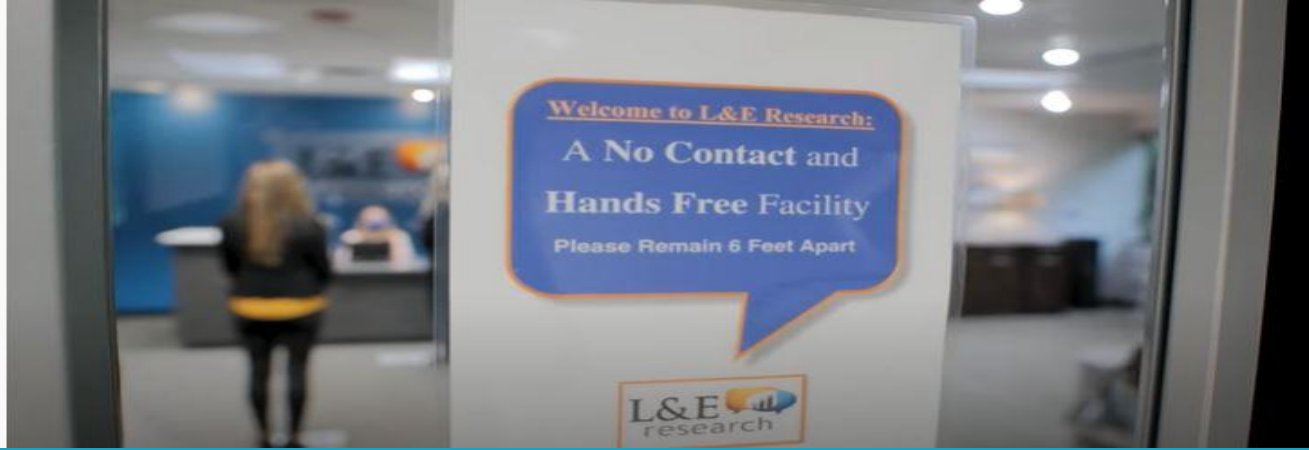 Welcome to L&E Research:
A No Contact and
Hands Free Facility
Please Remain 6 Feet Apart
L&E
research
L&E